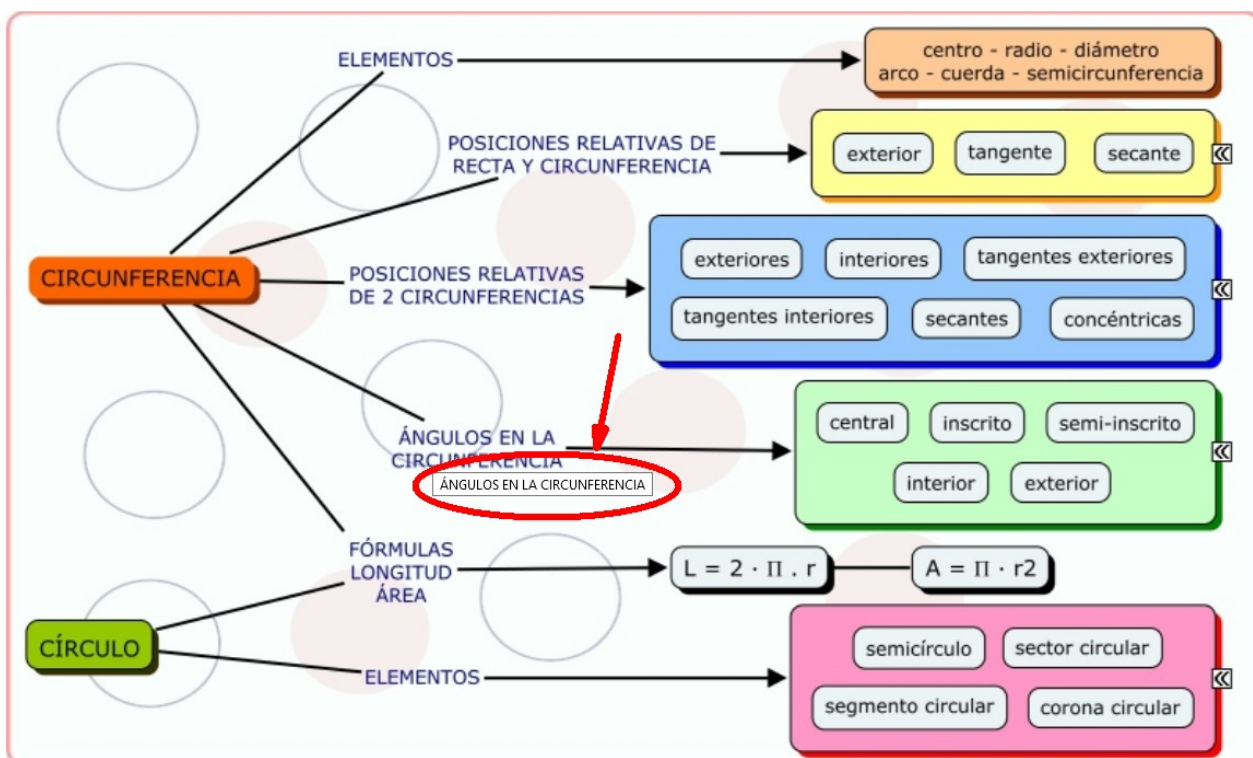 ELEMENTOS
centro - radio - diámetro
arco - cuerda - semicircunferencia
POSICIONES RELATIVAS DE
RECTA Y CIRCUNFERENCIA
exterior tangente secante
CIRCUNFERENCIA
POSICIONES RELATIVAS
DE 2 CIRCUNFERENCIAS
exteriores interiores tangentes exteriores
tangentes interiores secantes concéntricas
ÁNGULOS EN LA
CIRCUNFERENCIA
ÁNGULOS EN LA CIRCUNFERENCIA
central inscrito semi-inscrito
interior exterior
FÓRMULAS
LONGITUD
ÁREA
L = 2 · Π . r
A = Π · r2
CÍRCULO
ELEMENTOS
semicírculo sector circular
segmento circular corona circular